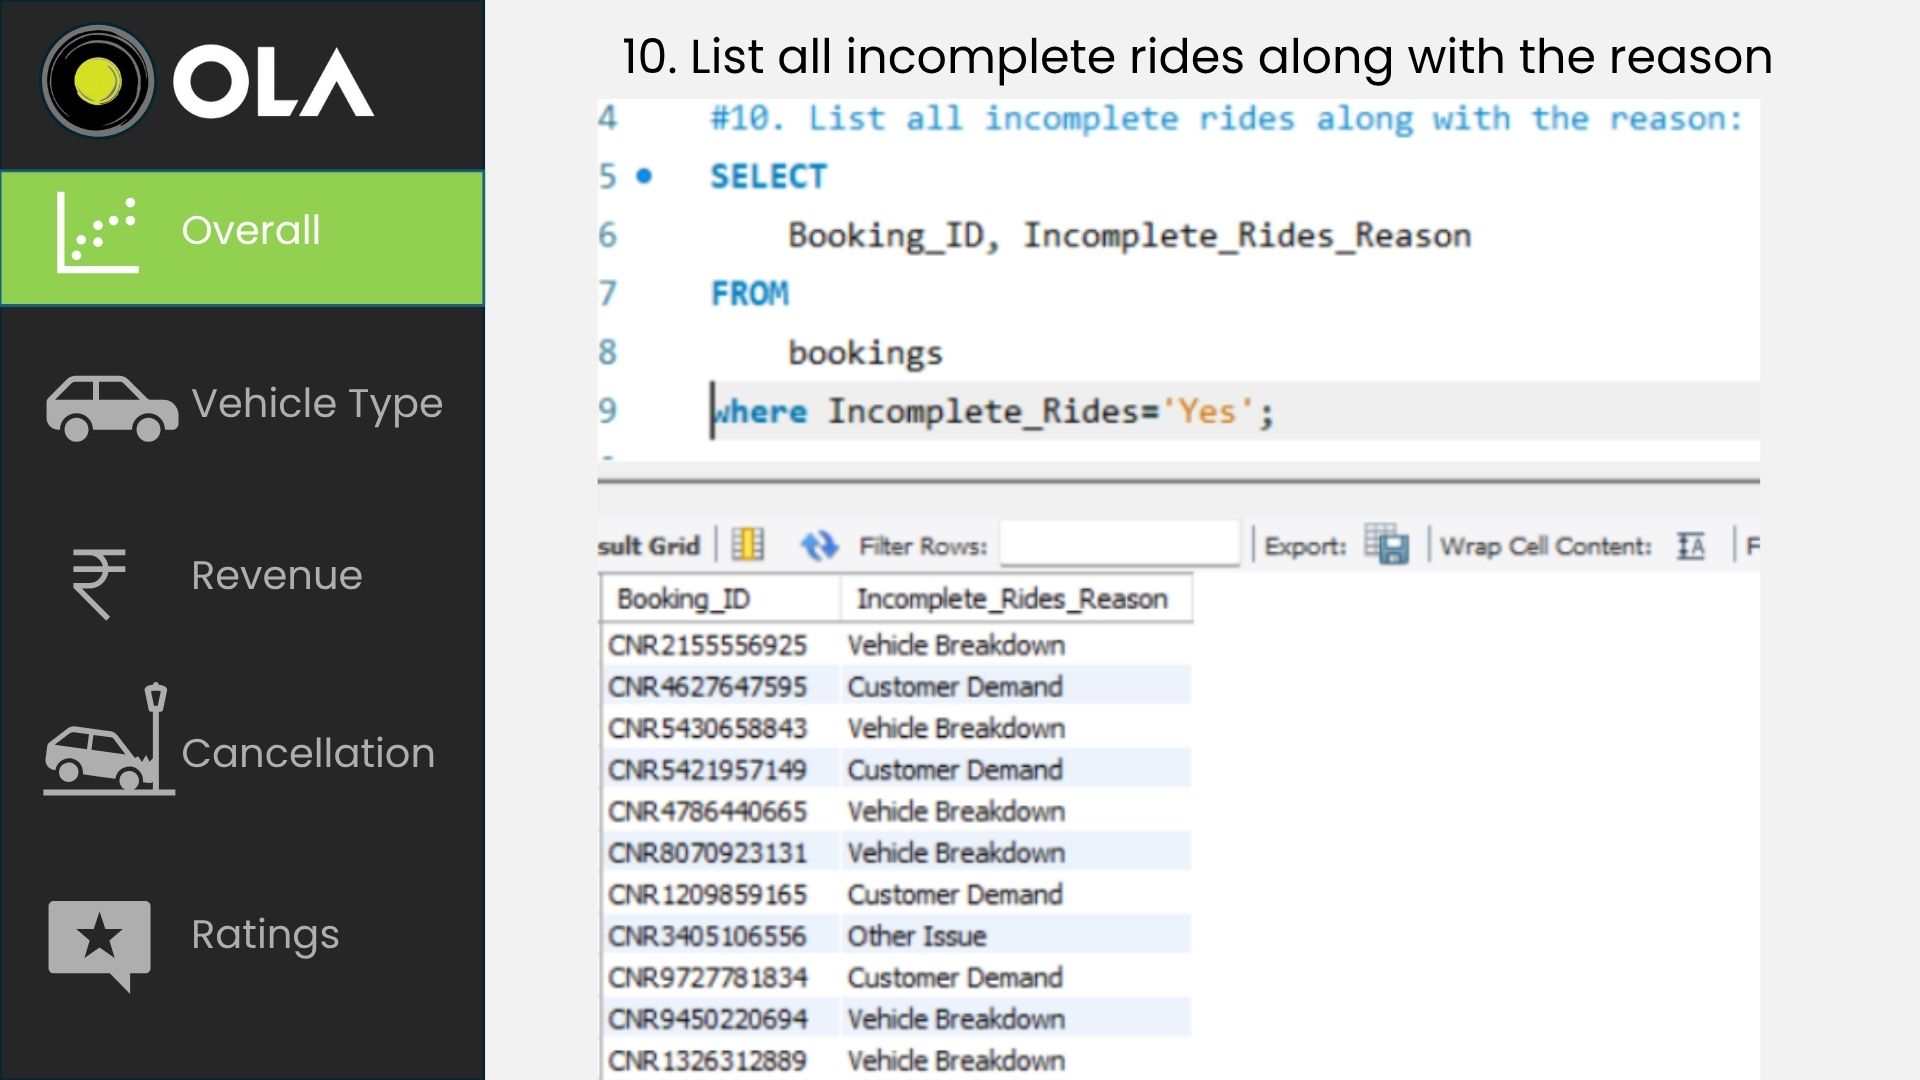 OLA
Overall
Vehicle Type
Revenue
Cancellation
Ratings
10. List all incomplete rides along with the reason
4 #10. List all incomplete rides along with the reason:
5 SELECT
6 Booking_ID, Incomplete_Rides_Reason
7 FROM
8 bookings
9 where Incomplete_Rides='Yes';
sult Grid Filter Rows: Export: Wrap Cell Content: IA F
Booking_ID Incomplete_Rides_Reason
CNR2155556925 Vehicle Breakdown
CNR4627647595 Customer Demand
CNR5430658843 Vehicle Breakdown
CNR5421957149 Customer Demand
CNR4786440665 Vehicle Breakdown
CNR8070923131 Vehicle Breakdown
CNR1209859165 Customer Demand
CNR3405106556 Other Issue
CNR9727781834 Customer Demand
CNR9450220694 Vehicle Breakdown
CNR1326312889 Vehicle Breakdown